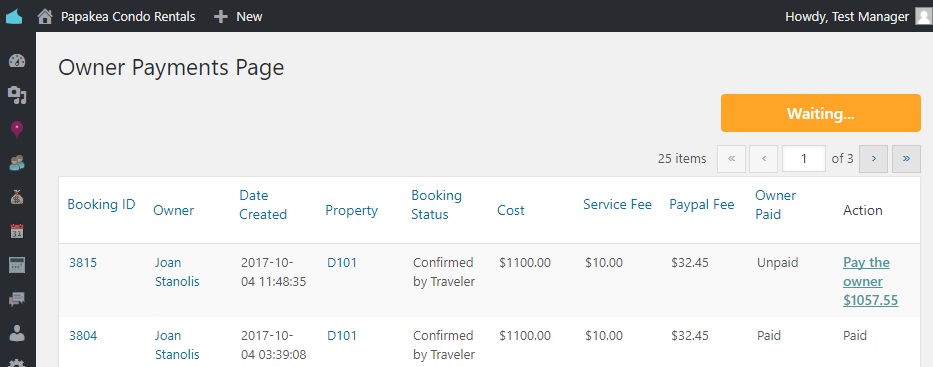 Papakea Condo Rentals + New Howdy, Test Manager
Owner Payments Page
Waiting...
25 items « ‹ 1 of 3 › »
Booking ID Owner Date Created Property Booking Status Cost Service Fee Paypal Fee Owner Paid Action
3815 Joan Stanolis 2017-10-04 11:48:35 D101 Confirmed by Traveler $1100.00 $10.00 $32.45 Unpaid Pay the owner $1057.55
3804 Joan Stanolis 2017-10-04 03:39:08 D101 Confirmed by Traveler $1100.00 $10.00 $32.45 Paid Paid
31